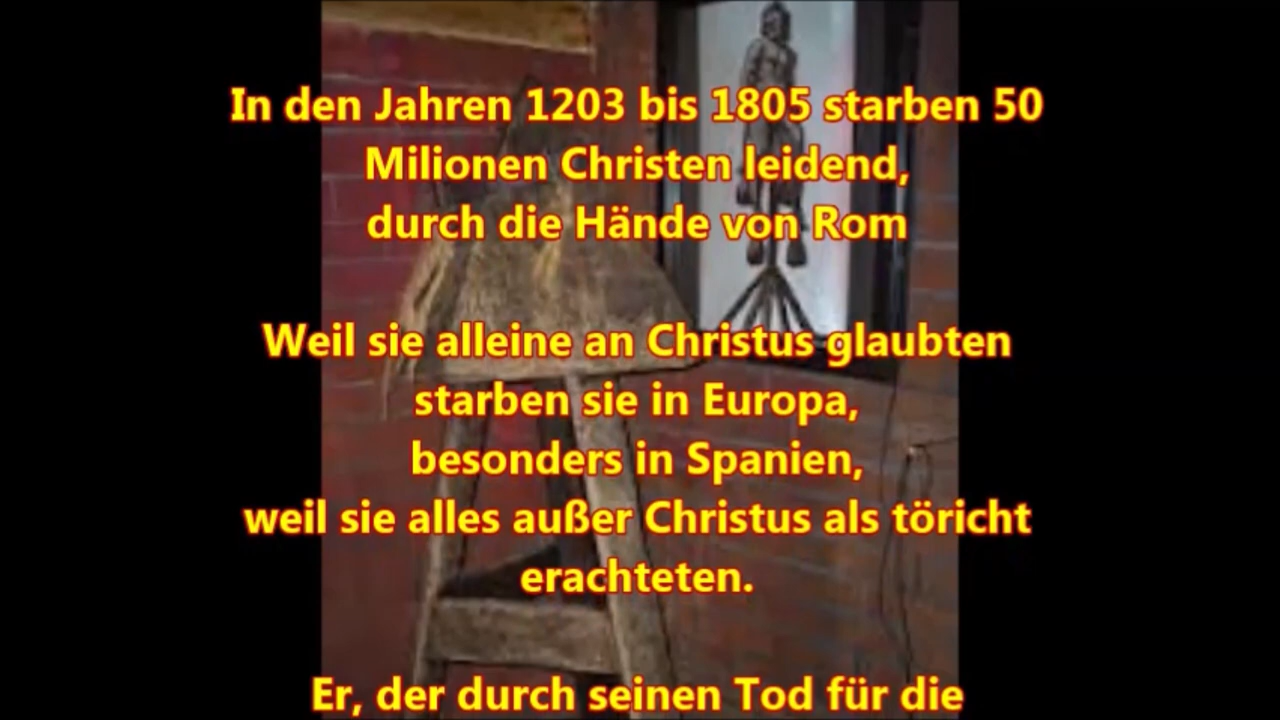 In den Jahren 1203 bis 1805 starben 50
Milionen Christen leidend,
durch die Hände von Rom
Weil sie alleine an Christus glaubten
starben sie in Europa,
besonders in Spanien,
weil sie alles außer Christus als töricht
erachteten.
Er, der durch seinen Tod für die